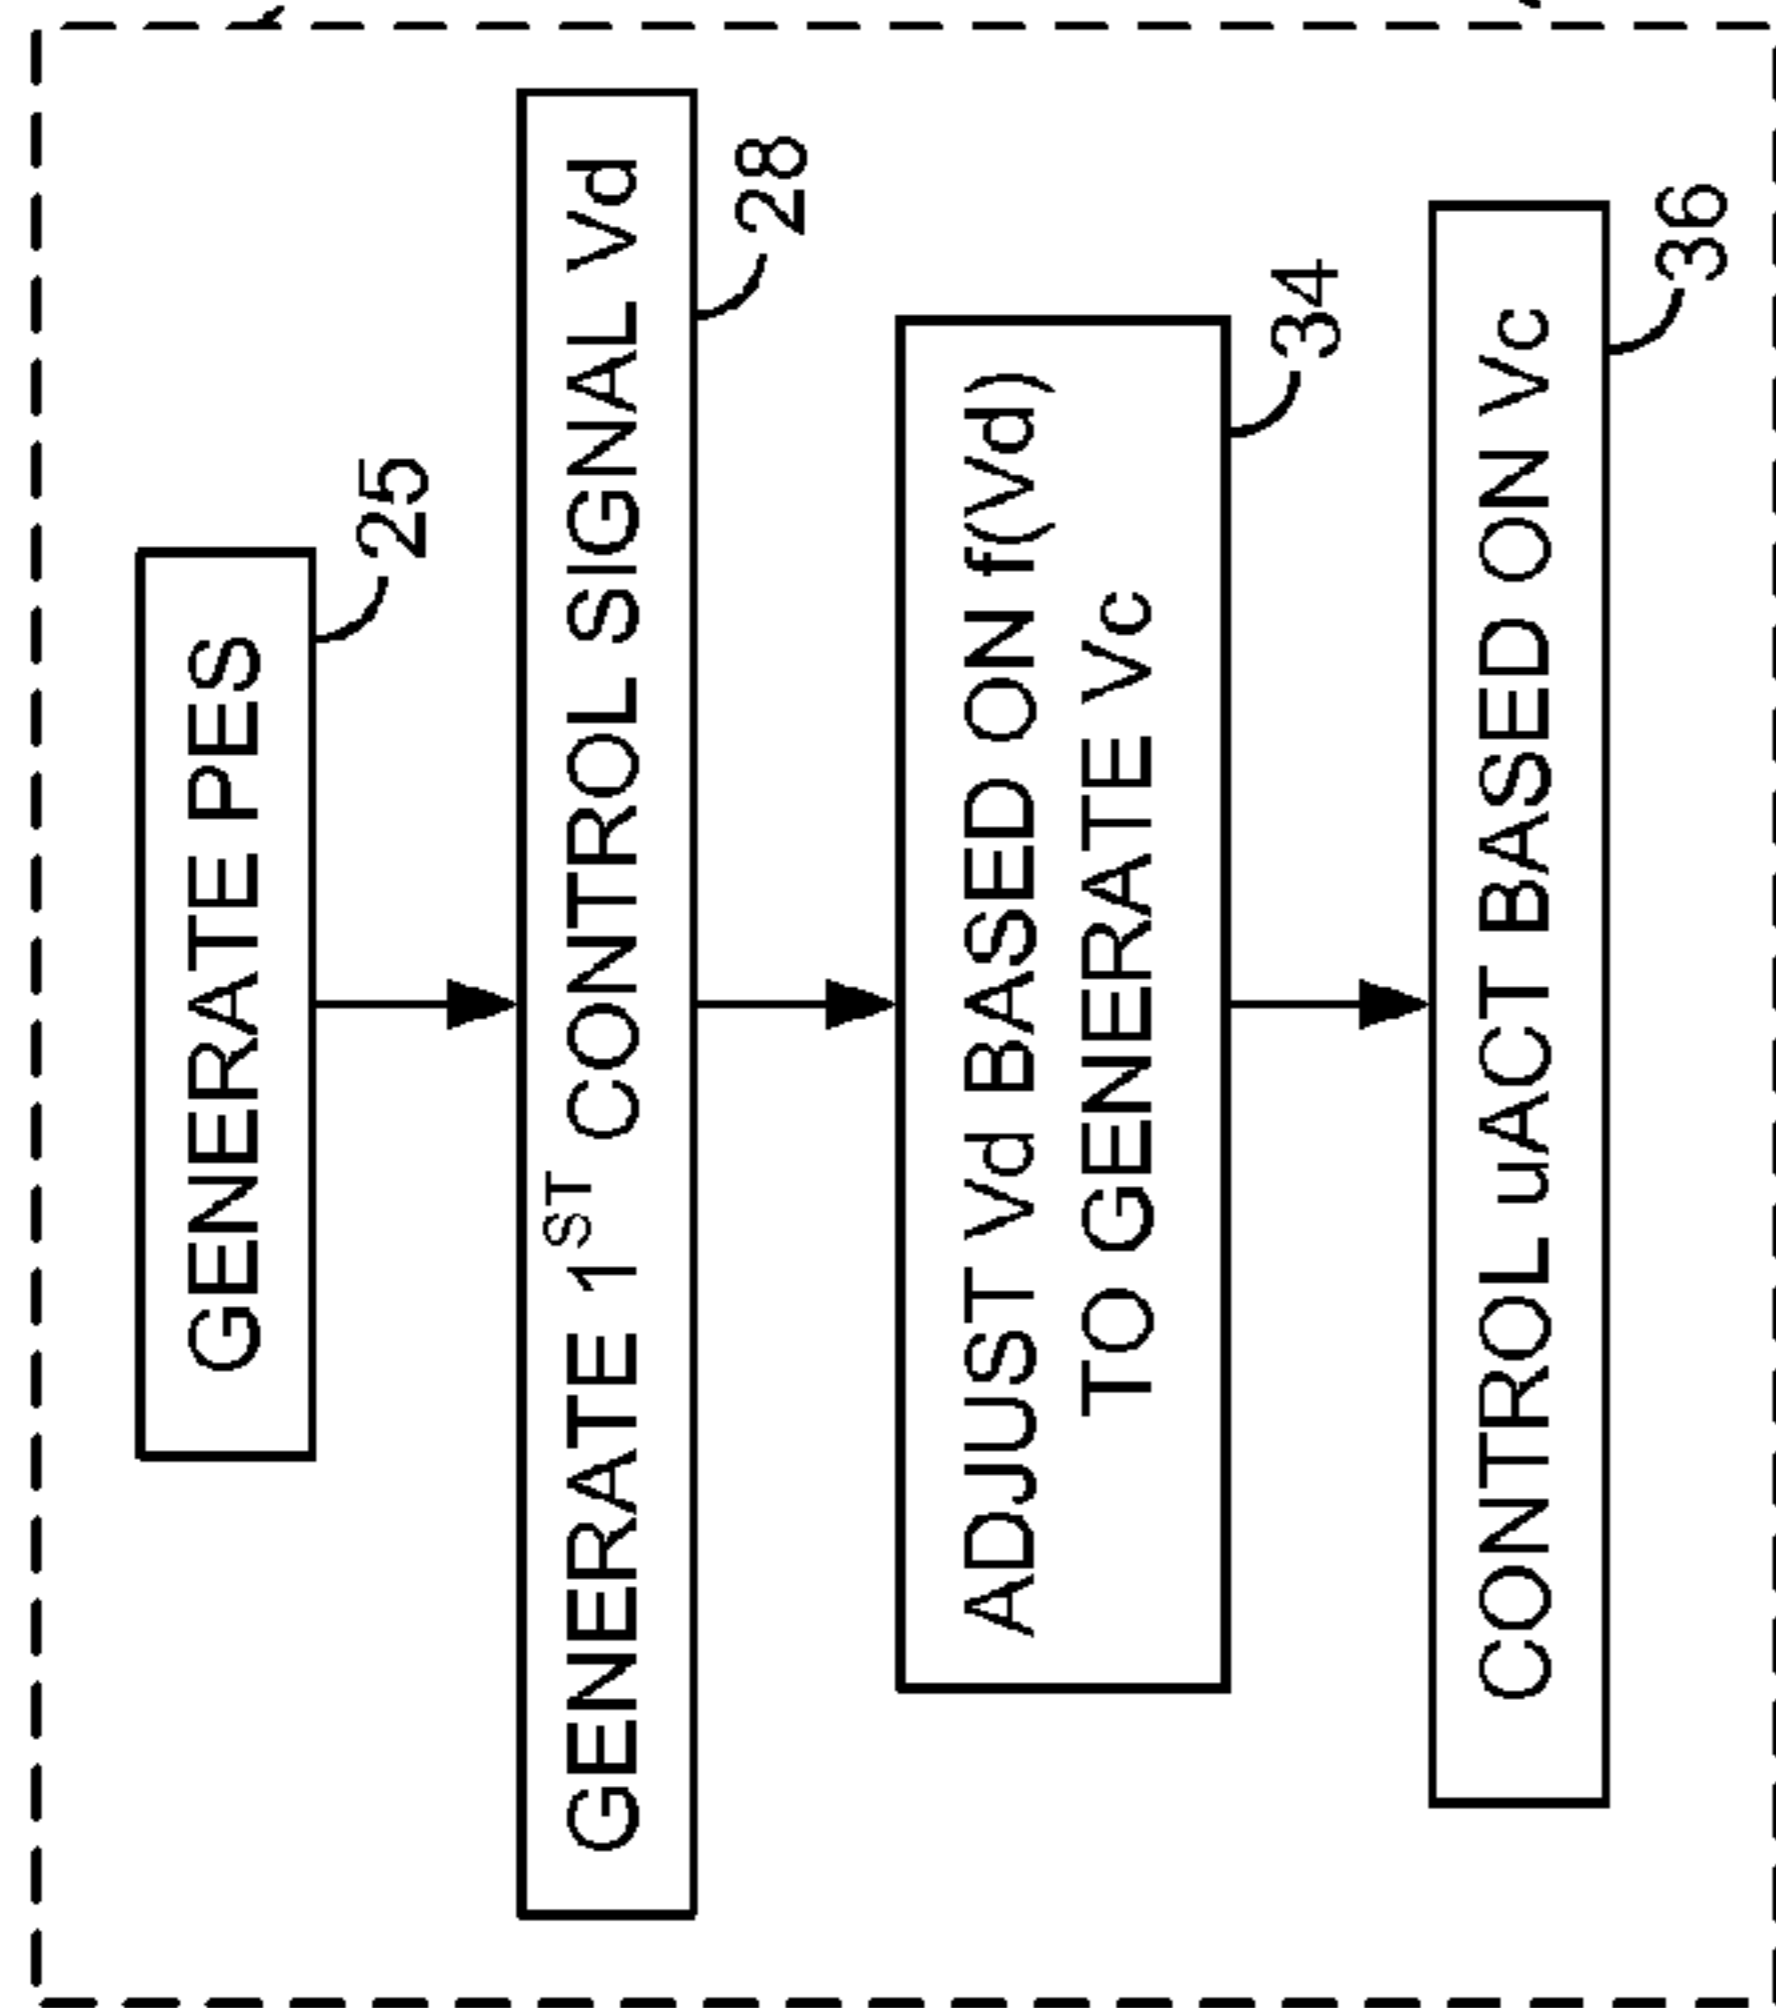 GENERATE PES
25
GENERATE 1ST CONTROL SIGNAL Vd
28
ADJUST Vd BASED ON f(Vd)
TO GENERATE Vc
34
CONTROL uACT BASED ON Vc
36